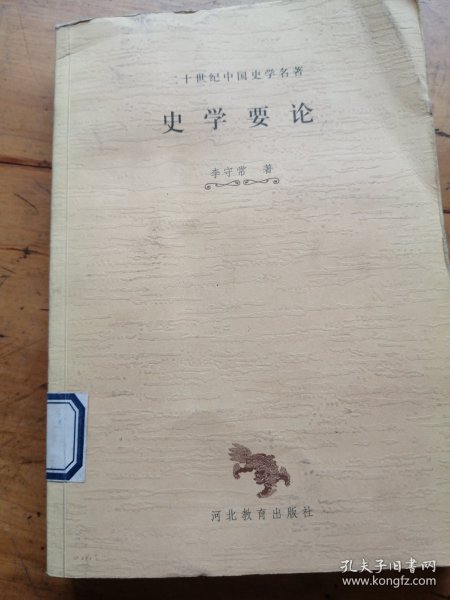 二十世纪中国史学名著
史学要论
李守常 著
河北教育出版社
孔夫子旧书网
www.kongfz.com